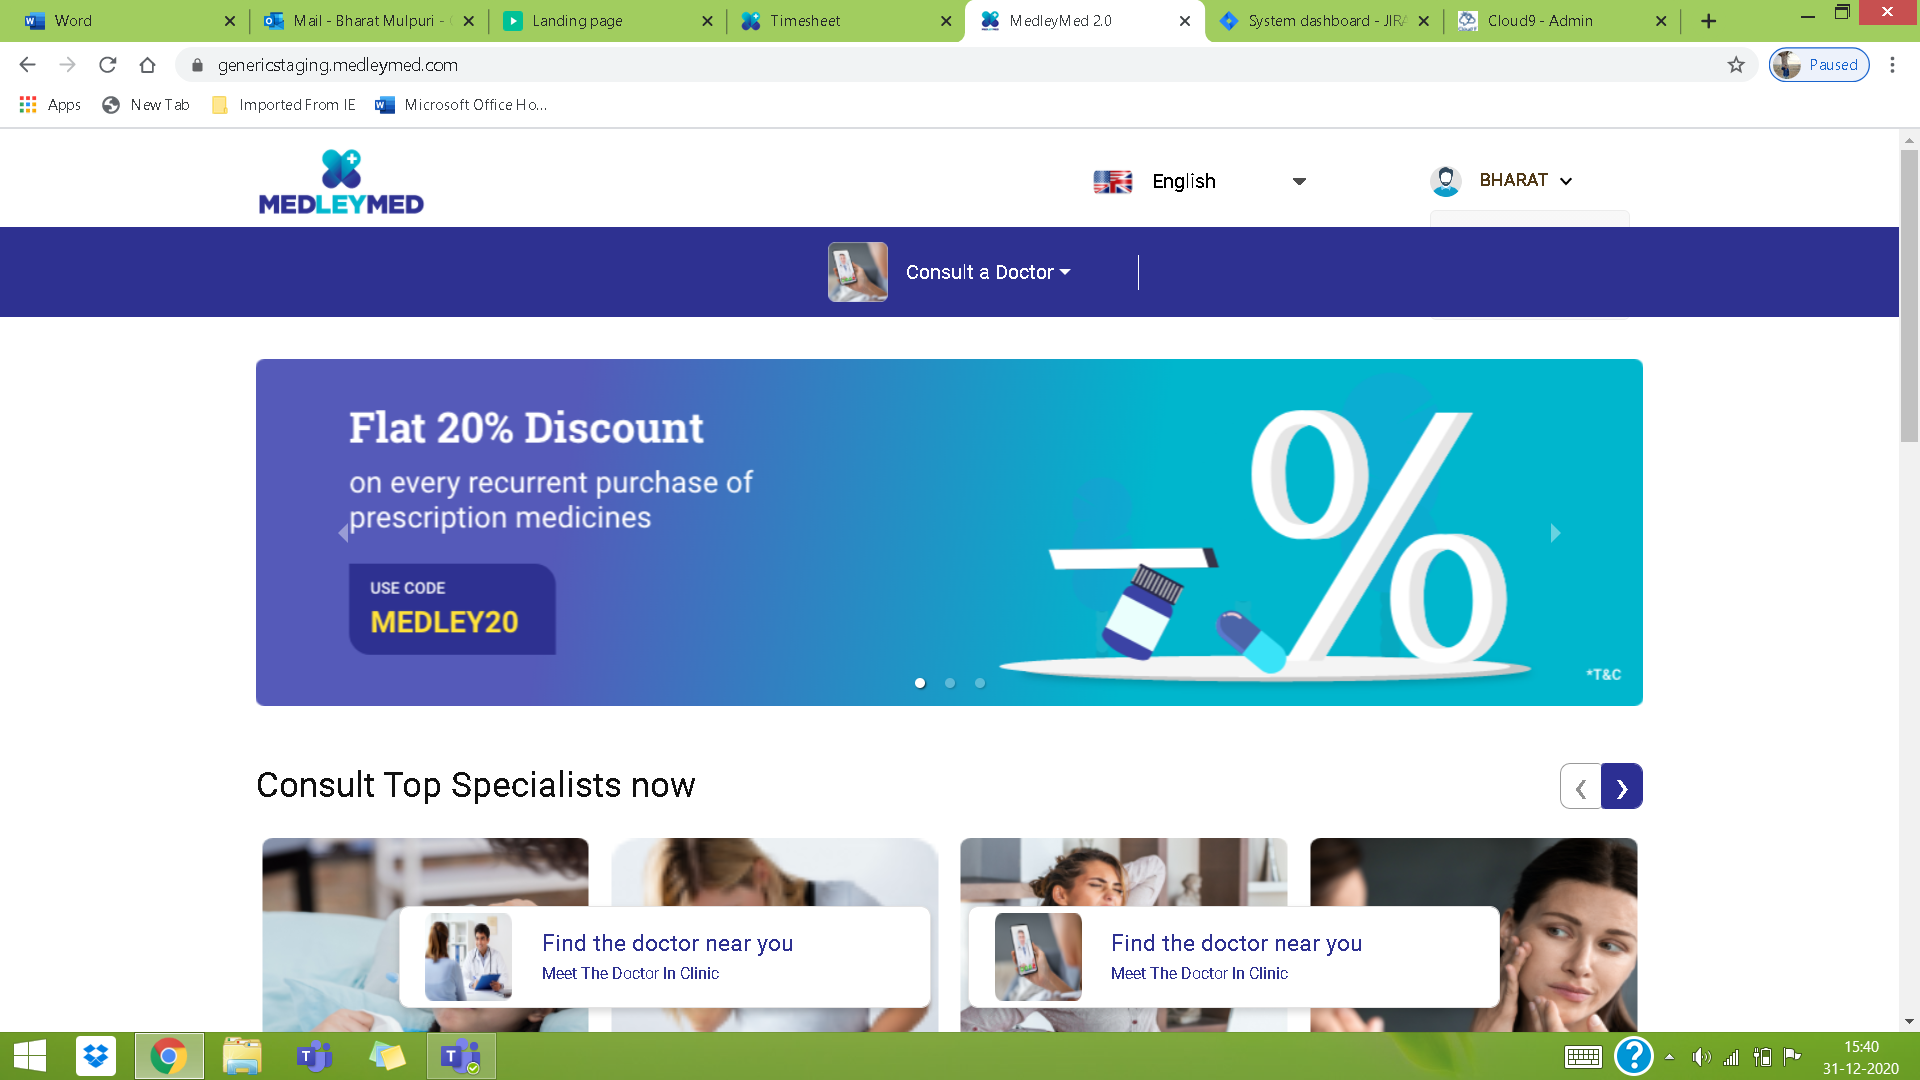 Word
Mail - Bharat Mulpuri -
Landing page
Timesheet
MedleyMed 2.0
System dashboard - JIRA
Cloud9 - Admin
genericstaging.medleymed.com
Paused
Apps
New Tab
Imported From IE
Microsoft Office Ho...
MEDLEYMED
English
BHARAT
Consult a Doctor
Flat 20% Discount
on every recurrent purchase of
prescription medicines
USE CODE
MEDLEY20
*T&C
Consult Top Specialists now
Find the doctor near you
Meet The Doctor In Clinic
Find the doctor near you
Meet The Doctor In Clinic
15:40
31-12-2020